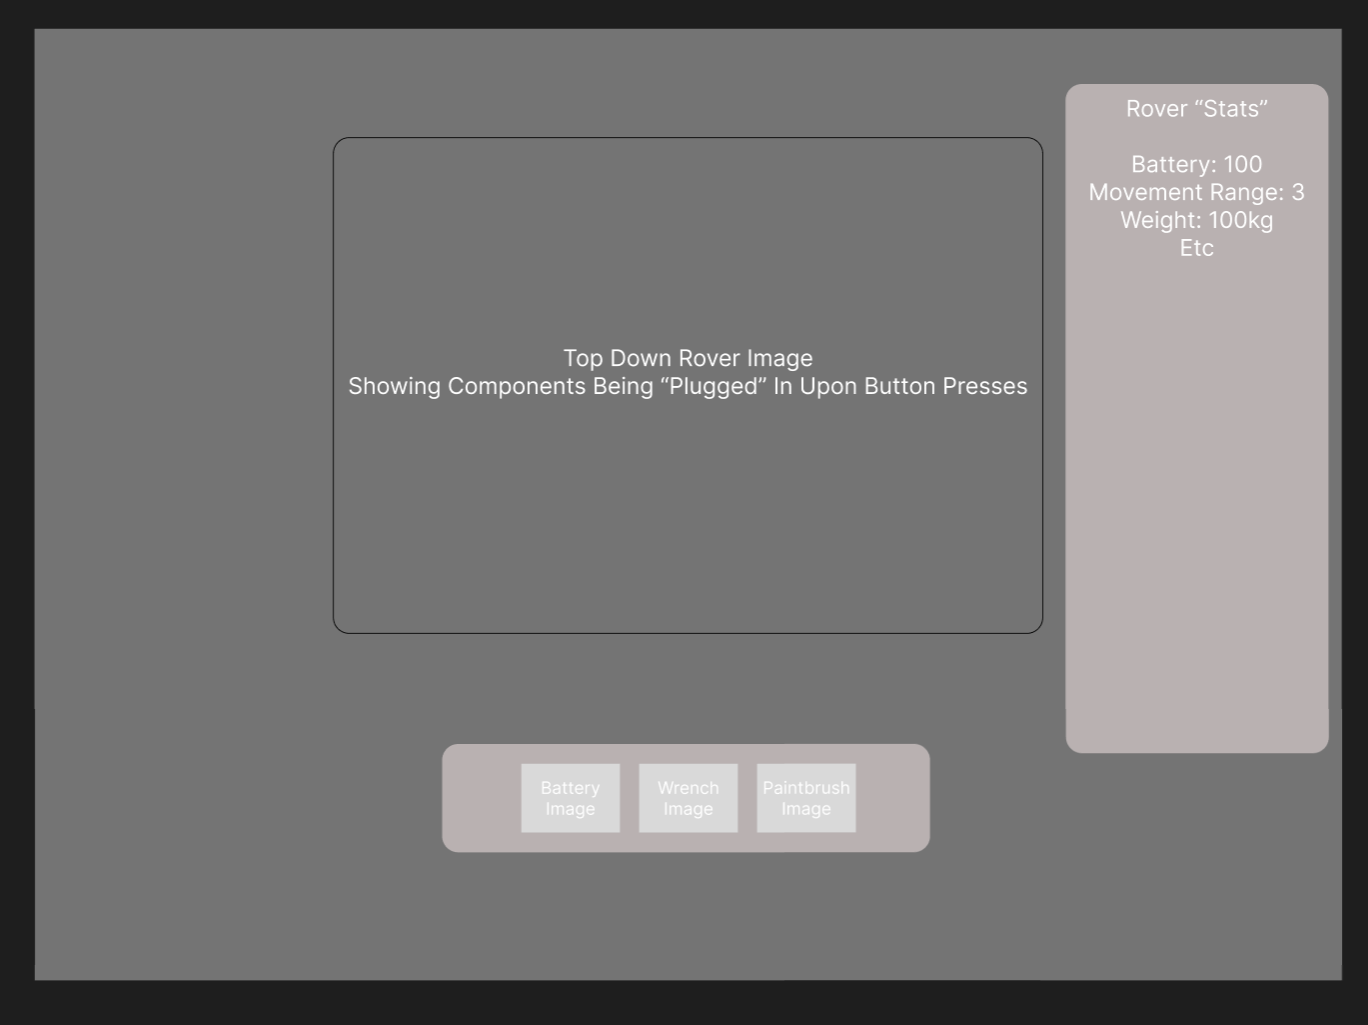 Rover “Stats”
Battery: 100
Movement Range: 3
Weight: 100kg
Etc
Top Down Rover Image
Showing Components Being “Plugged” In Upon Button Presses
Battery
Image
Wrench
Image
Paintbrush
Image